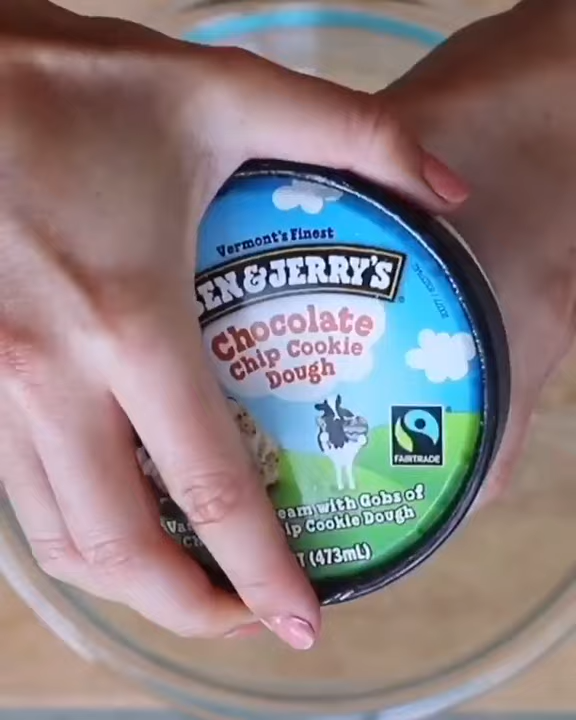 Vermont's Finest
BEN & JERRY'S
Chocolate
Chip Cookie
Dough
FAIRTRADE
eam with Gobs of
ip Cookie Dough
(473mL)